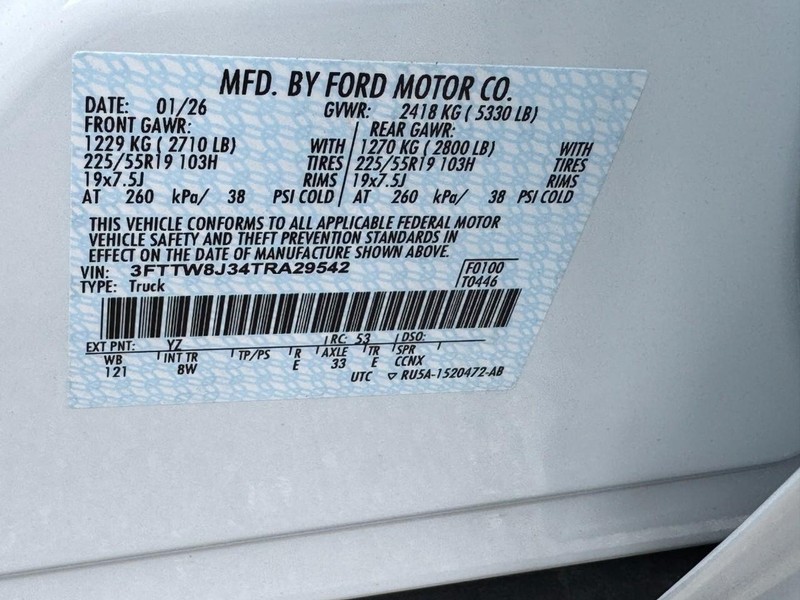 MFD. BY FORD MOTOR CO.
DATE: 01/26 GVWR: 2418 KG ( 5330 LB)
FRONT GAWR: REAR GAWR:
1229 KG ( 2710 LB) WITH 1270 KG ( 2800 LB) WITH
225/55R19 103H TIRES 225/55R19 103H TIRES
19x7.5J RIMS 19x7.5J RIMS
AT 260 kPa/ 38 PSI COLD AT 260 kPa/ 38 PSI COLD
THIS VEHICLE CONFORMS TO ALL APPLICABLE FEDERAL MOTOR
VEHICLE SAFETY AND THEFT PREVENTION STANDARDS IN
EFFECT ON THE DATE OF MANUFACTURE SHOWN ABOVE.
VIN: 3FTTW8J34TRA29542 F0100
TYPE: Truck T0446
EXT PNT: YZ RC: 53 DSO:
WB INT TR TP/PS R AXLE TR SPR
121 8W E 33 E CCNX
UTC ▽ RU5A-1520472-AB